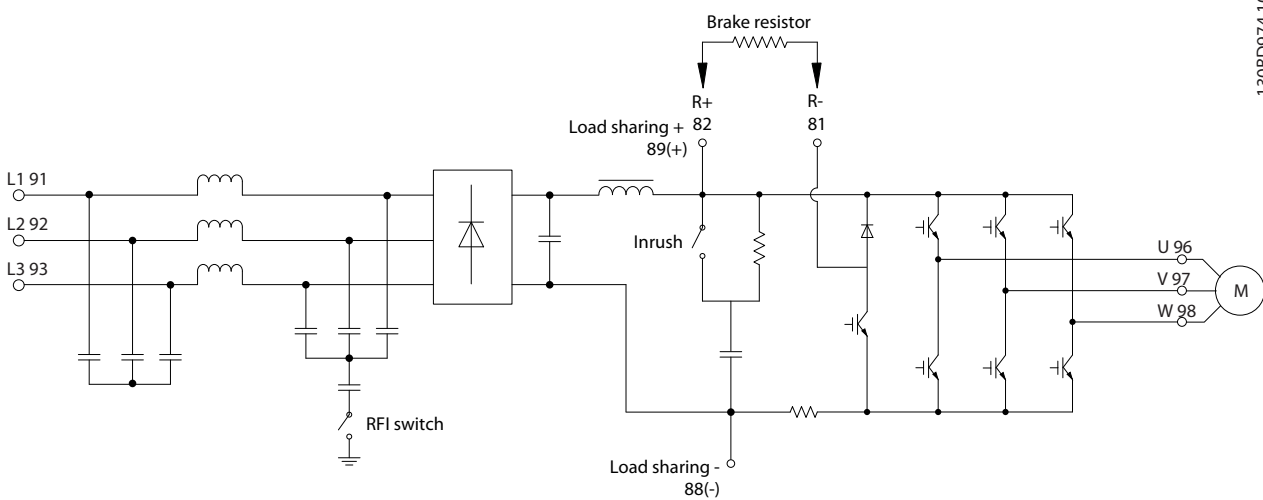 Brake resistor
R+
82
R-
81
Load sharing +
89(+)
L1 91
L2 92
L3 93
Inrush
U 96
V 97
W 98
M
RFI switch
Load sharing -
88(-)